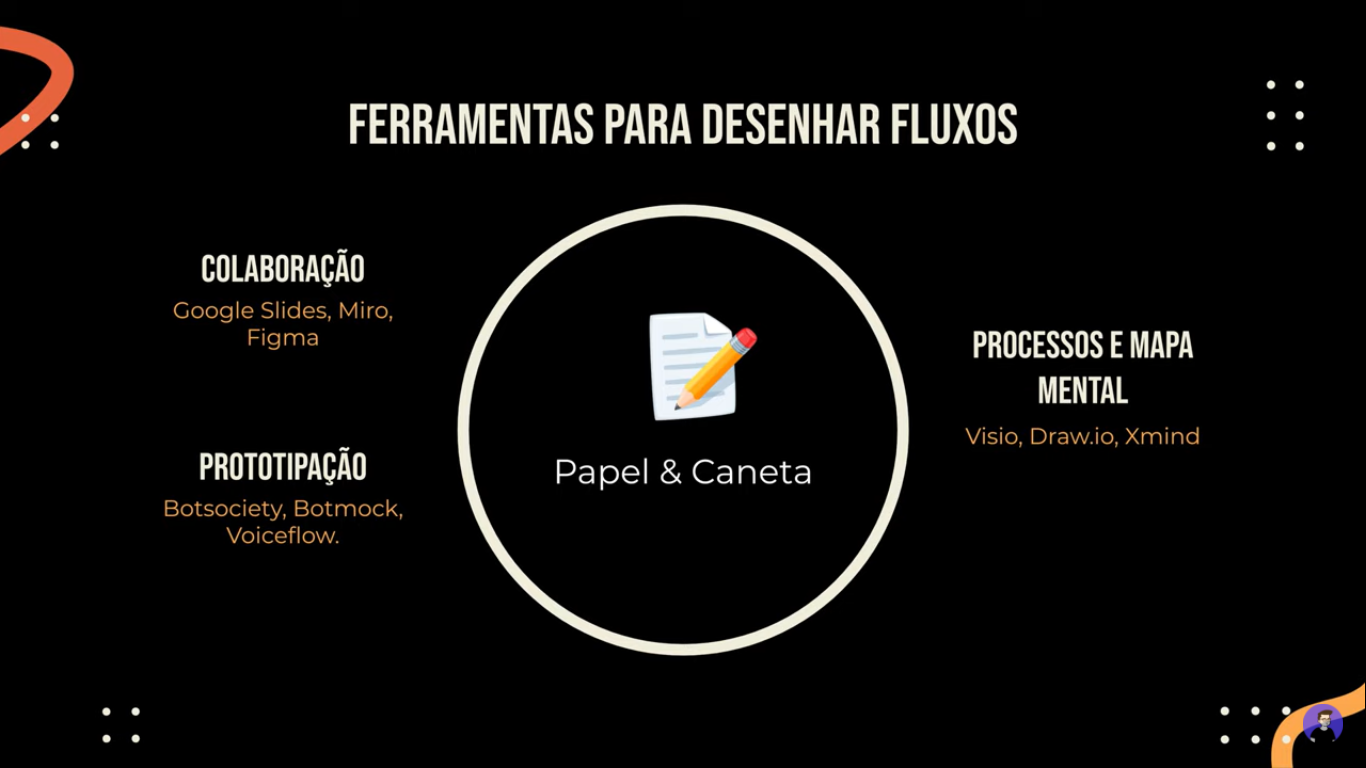 FERRAMENTAS PARA DESENHAR FLUXOS
COLABORAÇÃO
Google Slides, Miro,
Figma
PROTOTIPAÇÃO
Botsociety, Botmock,
Voiceflow.
Papel & Caneta
PROCESSOS E MAPA
MENTAL
Visio, Draw.io, Xmind